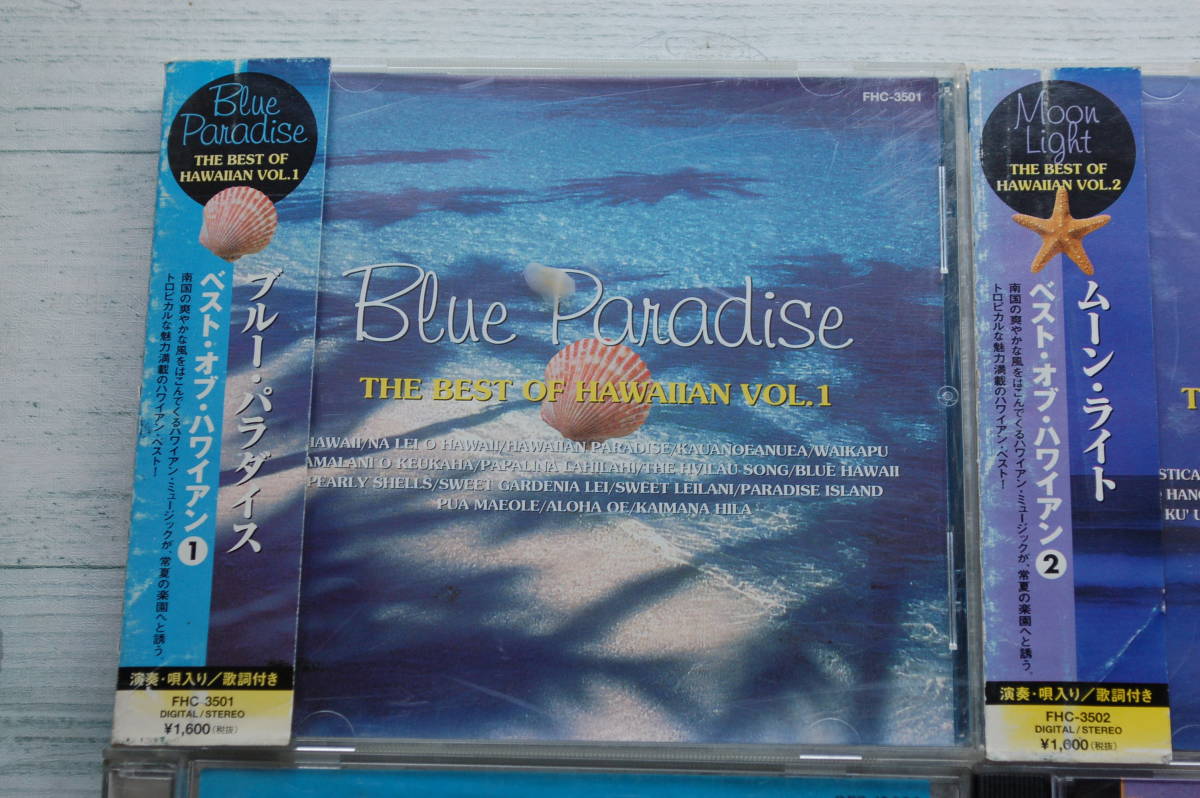 Blue
Paradise
THE BEST OF
HAWAIIAN VOL.1
ブルー・パラダイス
ベスト・オブ・ハワイアン①
南国の爽やかな風をはこんでくるハワイアン・ミュージックが、常夏の楽園へと誘う。
トロピカルな魅力満載のハワイアン・ベスト!
演奏・唄入り/歌詞付き
FHC-3501
DIGITAL/STEREO
¥1,600(税抜)
FHC-3501
Blue Paradise
THE BEST OF HAWAIIAN VOL.1
HAWAII/NA LEI O HAWAII/HAWAIIAN PARADISE/KAUANOEANUEA/WAIKAPU
AMALANI O KEUKAHA/PAPALINA LAHILAHI/THE HVILAU SONG/BLUE HAWAII
PEARLY SHELLS/SWEET GARDENIA LEI/SWEET LEILANI/PARADISE ISLAND
PUA MAEOLE/ALOHA OE/KAIMANA HILA
Moon
Light
THE BEST OF
HAWAIIAN VOL.2
ムーン・ライト
ベスト・オブ・ハワイアン②
南国の爽やかな風をはこんでくるハワイアン・ミュージックが、常夏の楽園へと誘う。
トロピカルな魅力満載のハワイアン・ベスト!
演奏・唄入り/歌詞付き
FHC-3502
DIGITAL/STEREO
¥1,600(税抜)
T
STICA
HANO
KU' U